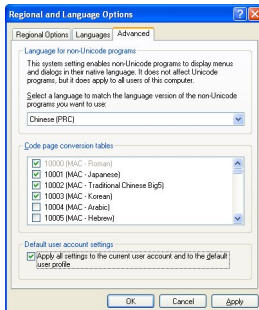 Regional and Language Options
Regional Options
Languages
Advanced
Language for non-Unicode programs
This system setting enables non-Unicode programs to display menus
and dialogs in their native language. It does not affect Unicode
programs, but it does apply to all users of this computer.
Select a language to match the language version of the non-Unicode
programs you want to use:
Chinese (PRC)
Code page conversion tables
10000 (MAC - Roman)
10001 (MAC - Japanese)
10002 (MAC - Traditional Chinese Big5)
10003 (MAC - Korean)
10004 (MAC - Arabic)
10005 (MAC - Hebrew)
Default user account settings
Apply all settings to the current user account and to the default
user profile
OK
Cancel
Apply